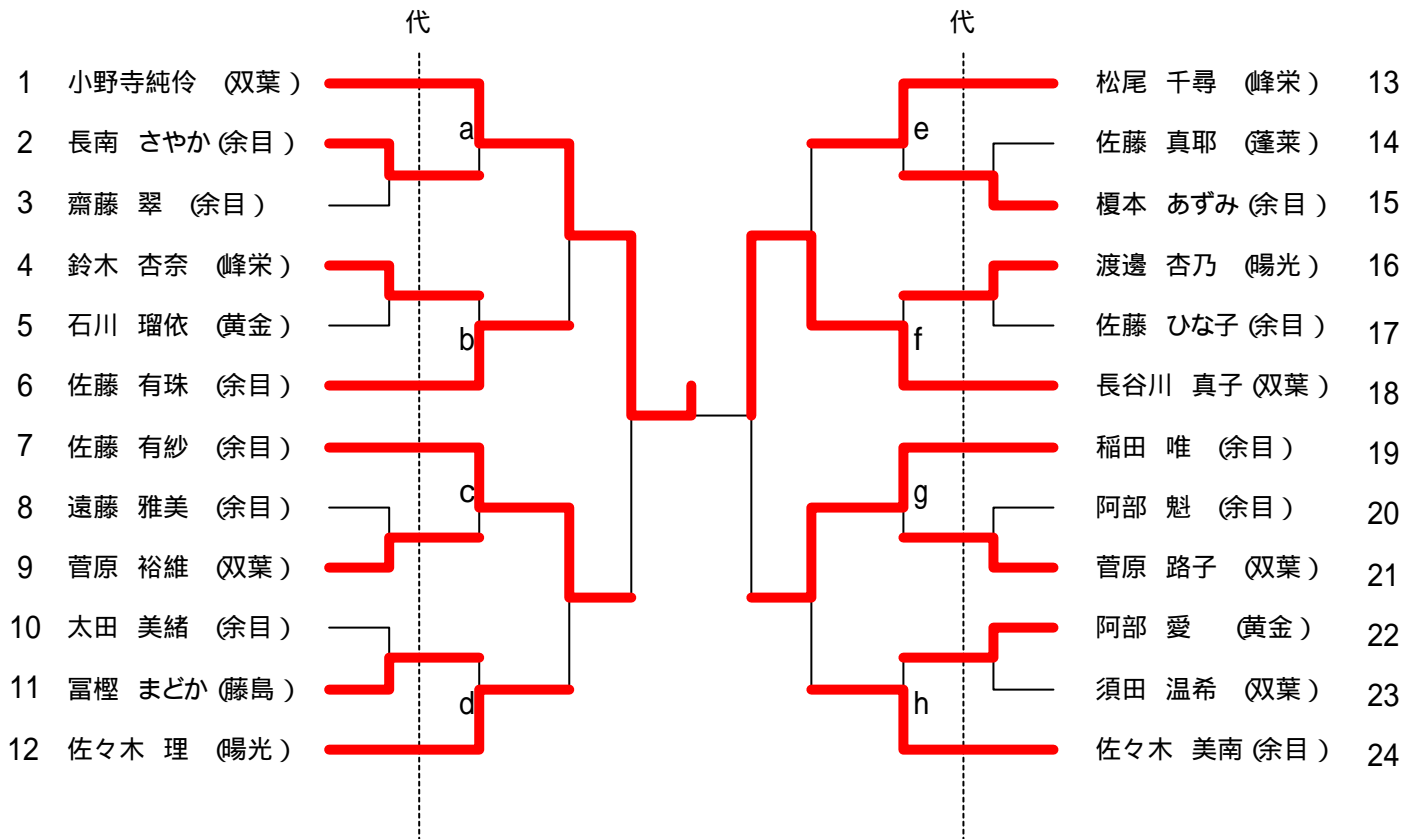 代
代
1 小野寺純伶 (双葉)
2 長南 さやか (余目)
3 齋藤 翠 (余目)
4 鈴木 杏奈 (峰栄)
5 石川 瑠依 (黄金)
6 佐藤 有珠 (余目)
7 佐藤 有紗 (余目)
8 遠藤 雅美 (余目)
9 菅原 裕維 (双葉)
10 太田 美緒 (余目)
11 冨樫 まどか (藤島)
12 佐々木 理 (陽光)
a
b
c
d
e
f
g
h
松尾 千尋 (峰栄) 13
佐藤 真耶 (蓬莱) 14
榎本 あずみ (余目) 15
渡邊 杏乃 (陽光) 16
佐藤 ひな子 (余目) 17
長谷川 真子 (双葉) 18
稲田 唯 (余目) 19
阿部 魁 (余目) 20
菅原 路子 (双葉) 21
阿部 愛 (黄金) 22
須田 温希 (双葉) 23
佐々木 美南 (余目) 24